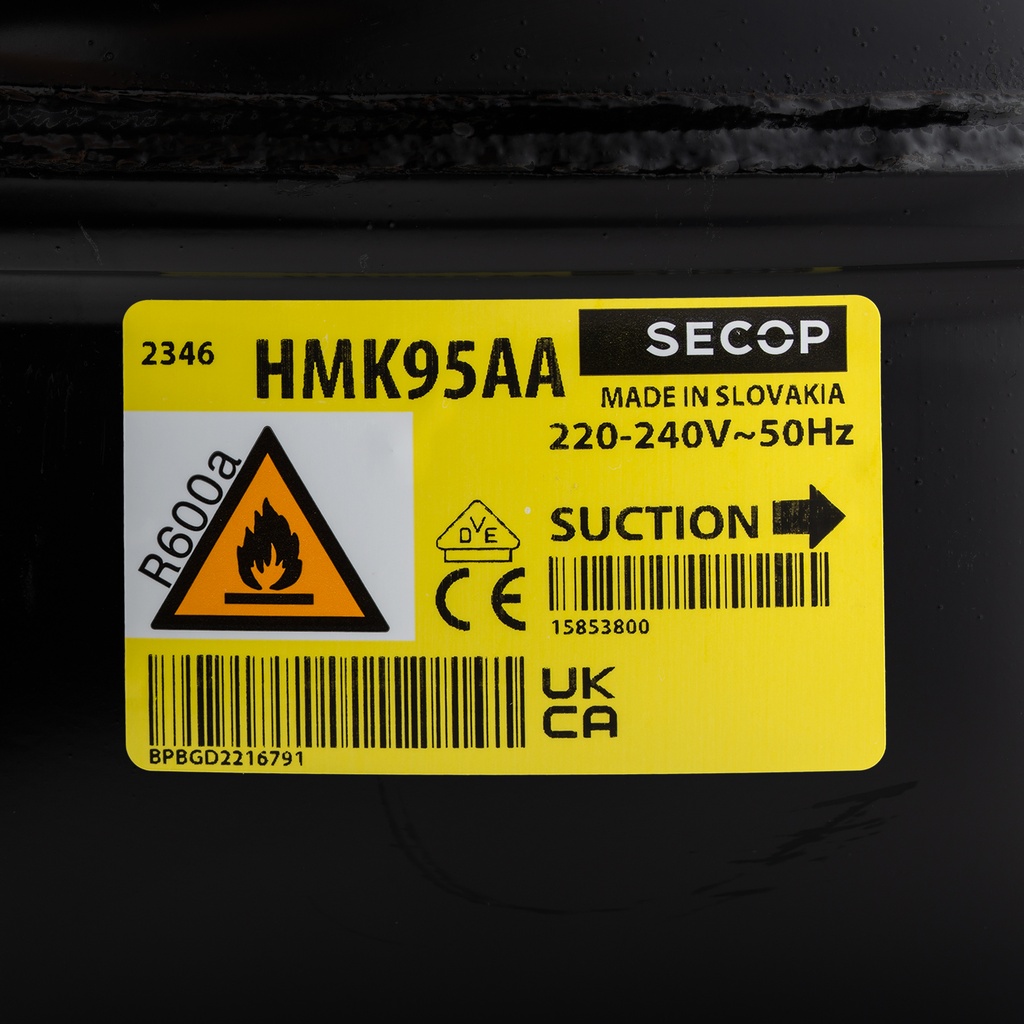 2346
HMK95AA
SECOP
MADE IN SLOVAKIA
220-240V~50Hz
R600a
DVE
SUCTION
CE
15853800
UK
CA
BPBGD2216791